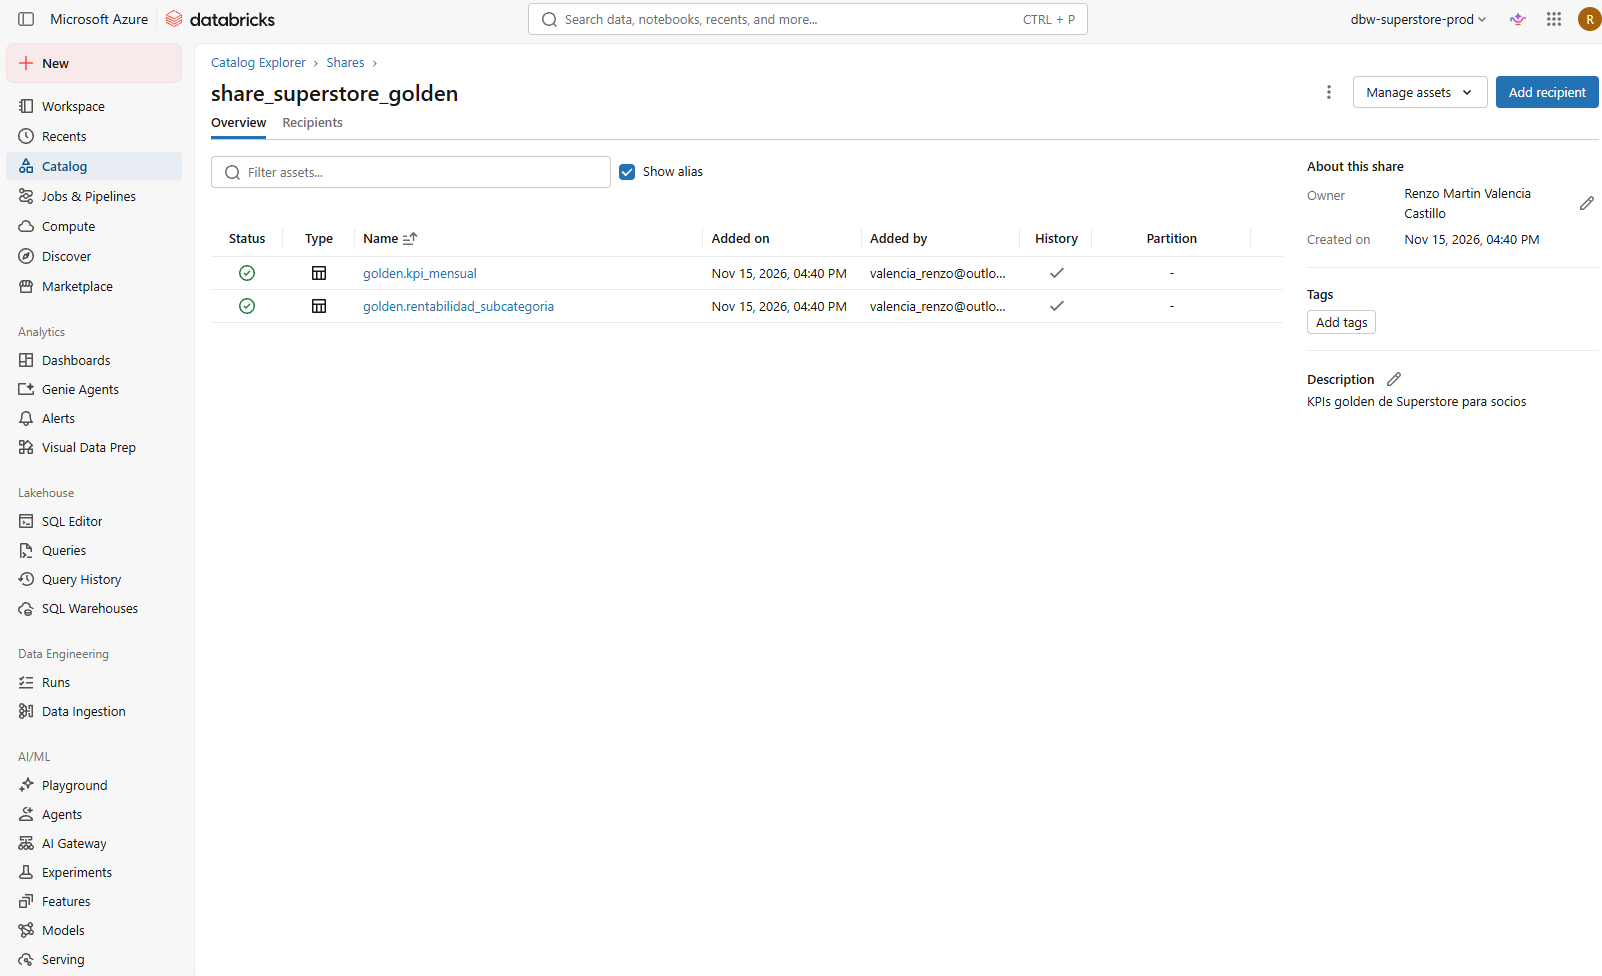 Microsoft Azure
databricks
Search data, notebooks, recents, and more...
CTRL + P
dbw-superstore-prod
R
New
Workspace
Recents
Catalog
Jobs & Pipelines
Compute
Discover
Marketplace
Analytics
Dashboards
Genie Agents
Alerts
Visual Data Prep
Lakehouse
SQL Editor
Queries
Query History
SQL Warehouses
Data Engineering
Runs
Data Ingestion
AI/ML
Playground
Agents
AI Gateway
Experiments
Features
Models
Serving
Catalog Explorer › Shares ›
share_superstore_golden
Manage assets
Add recipient
Overview
Recipients
Filter assets...
Show alias
Status Type Name Added on Added by History Partition
golden.kpi_mensual Nov 15, 2026, 04:40 PM valencia_renzo@outlo... -
golden.rentabilidad_subcategoria Nov 15, 2026, 04:40 PM valencia_renzo@outlo... -
About this share
Owner Renzo Martin Valencia
Castillo
Created on Nov 15, 2026, 04:40 PM
Tags
Add tags
Description
KPIs golden de Superstore para socios